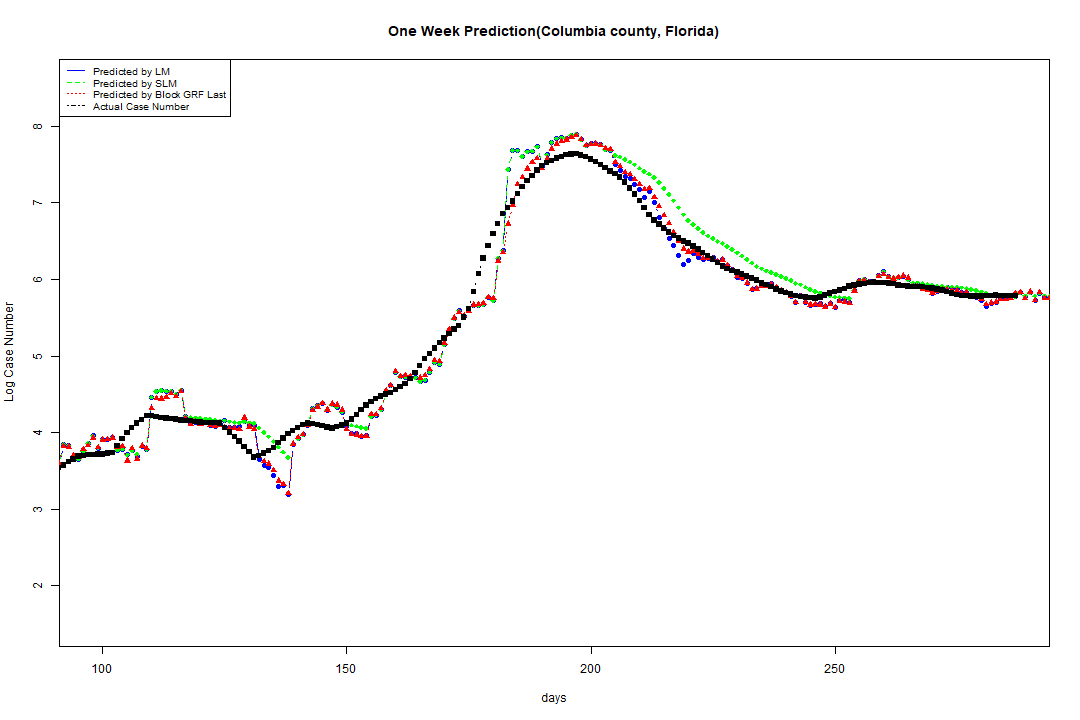 One Week Prediction(Columbia county, Florida)
Predicted by LM
Predicted by SLM
Predicted by Block GRF Last
Actual Case Number
8
7
6
5
4
3
2
Log Case Number
100 150 200 250
days